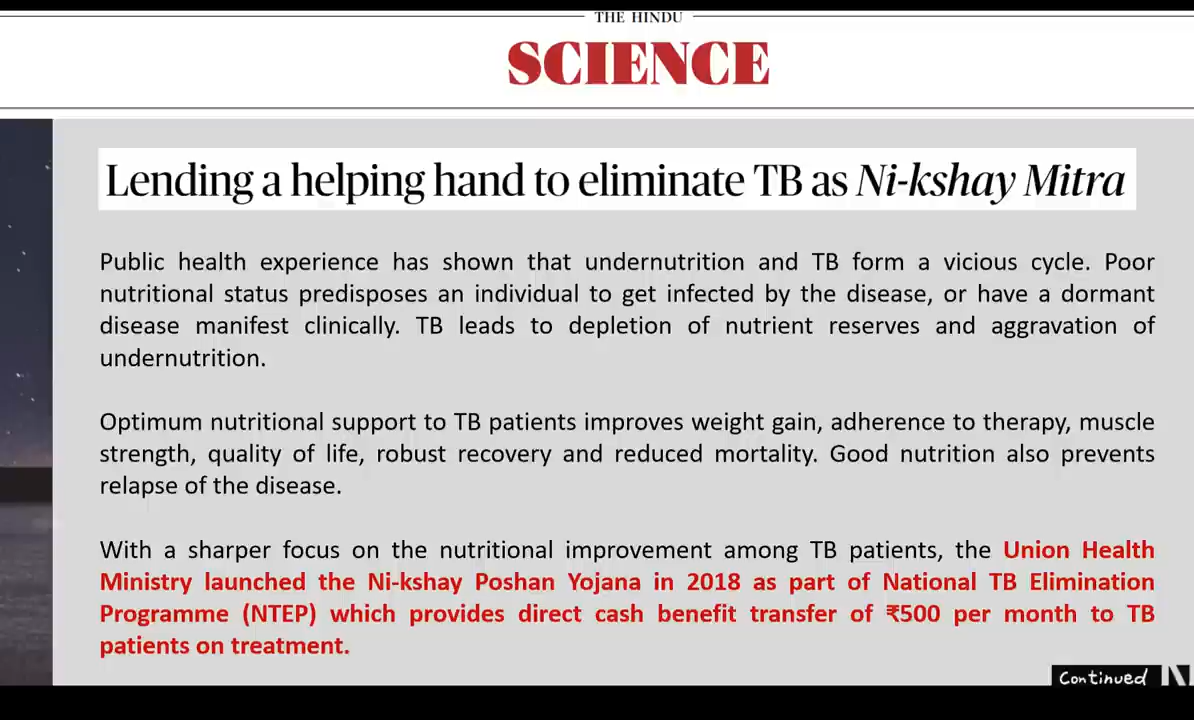 THE HINDU
SCIENCE
Lending a helping hand to eliminate TB as Ni-kshay Mitra
Public health experience has shown that undernutrition and TB form a vicious cycle. Poor
nutritional status predisposes an individual to get infected by the disease, or have a dormant
disease manifest clinically. TB leads to depletion of nutrient reserves and aggravation of
undernutrition.
Optimum nutritional support to TB patients improves weight gain, adherence to therapy, muscle
strength, quality of life, robust recovery and reduced mortality. Good nutrition also prevents
relapse of the disease.
With a sharper focus on the nutritional improvement among TB patients, the Union Health
Ministry launched the Ni-kshay Poshan Yojana in 2018 as part of National TB Elimination
Programme (NTEP) which provides direct cash benefit transfer of ₹500 per month to TB
patients on treatment.
Continued